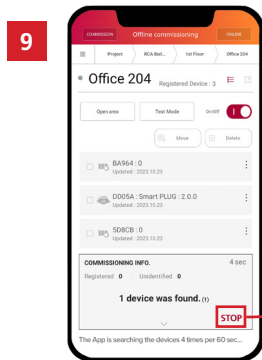 9
COMMISSION Offline commissioning ONLINE
Project RCA Buil... 1st Floor Office 204
Office 204 Registered Device : 3
Open area Test Mode On/Off
Move Delete
BA964 : 0
Updated : 2023.10.23
DD05A : Smart PLUG : 2.0.0
Updated : 2023.10.23
5D8CB : 0
Updated : 2023.10.23
COMMISSIONING INFO. 4 sec
Registered 0 Unidentified 0
1 device was found. (1)
STOP
The App is searching the devices 4 times per 60 sec...